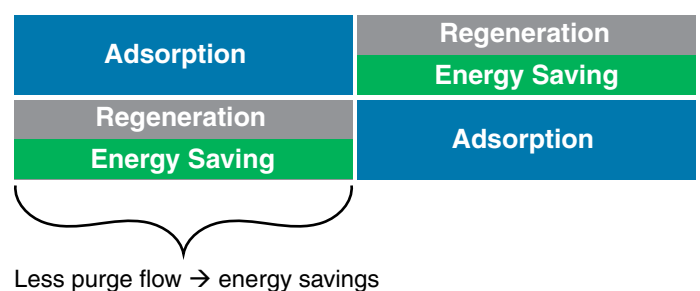 Adsorption
Regeneration
Energy Saving
Regeneration
Energy Saving
Adsorption
Less purge flow → energy savings